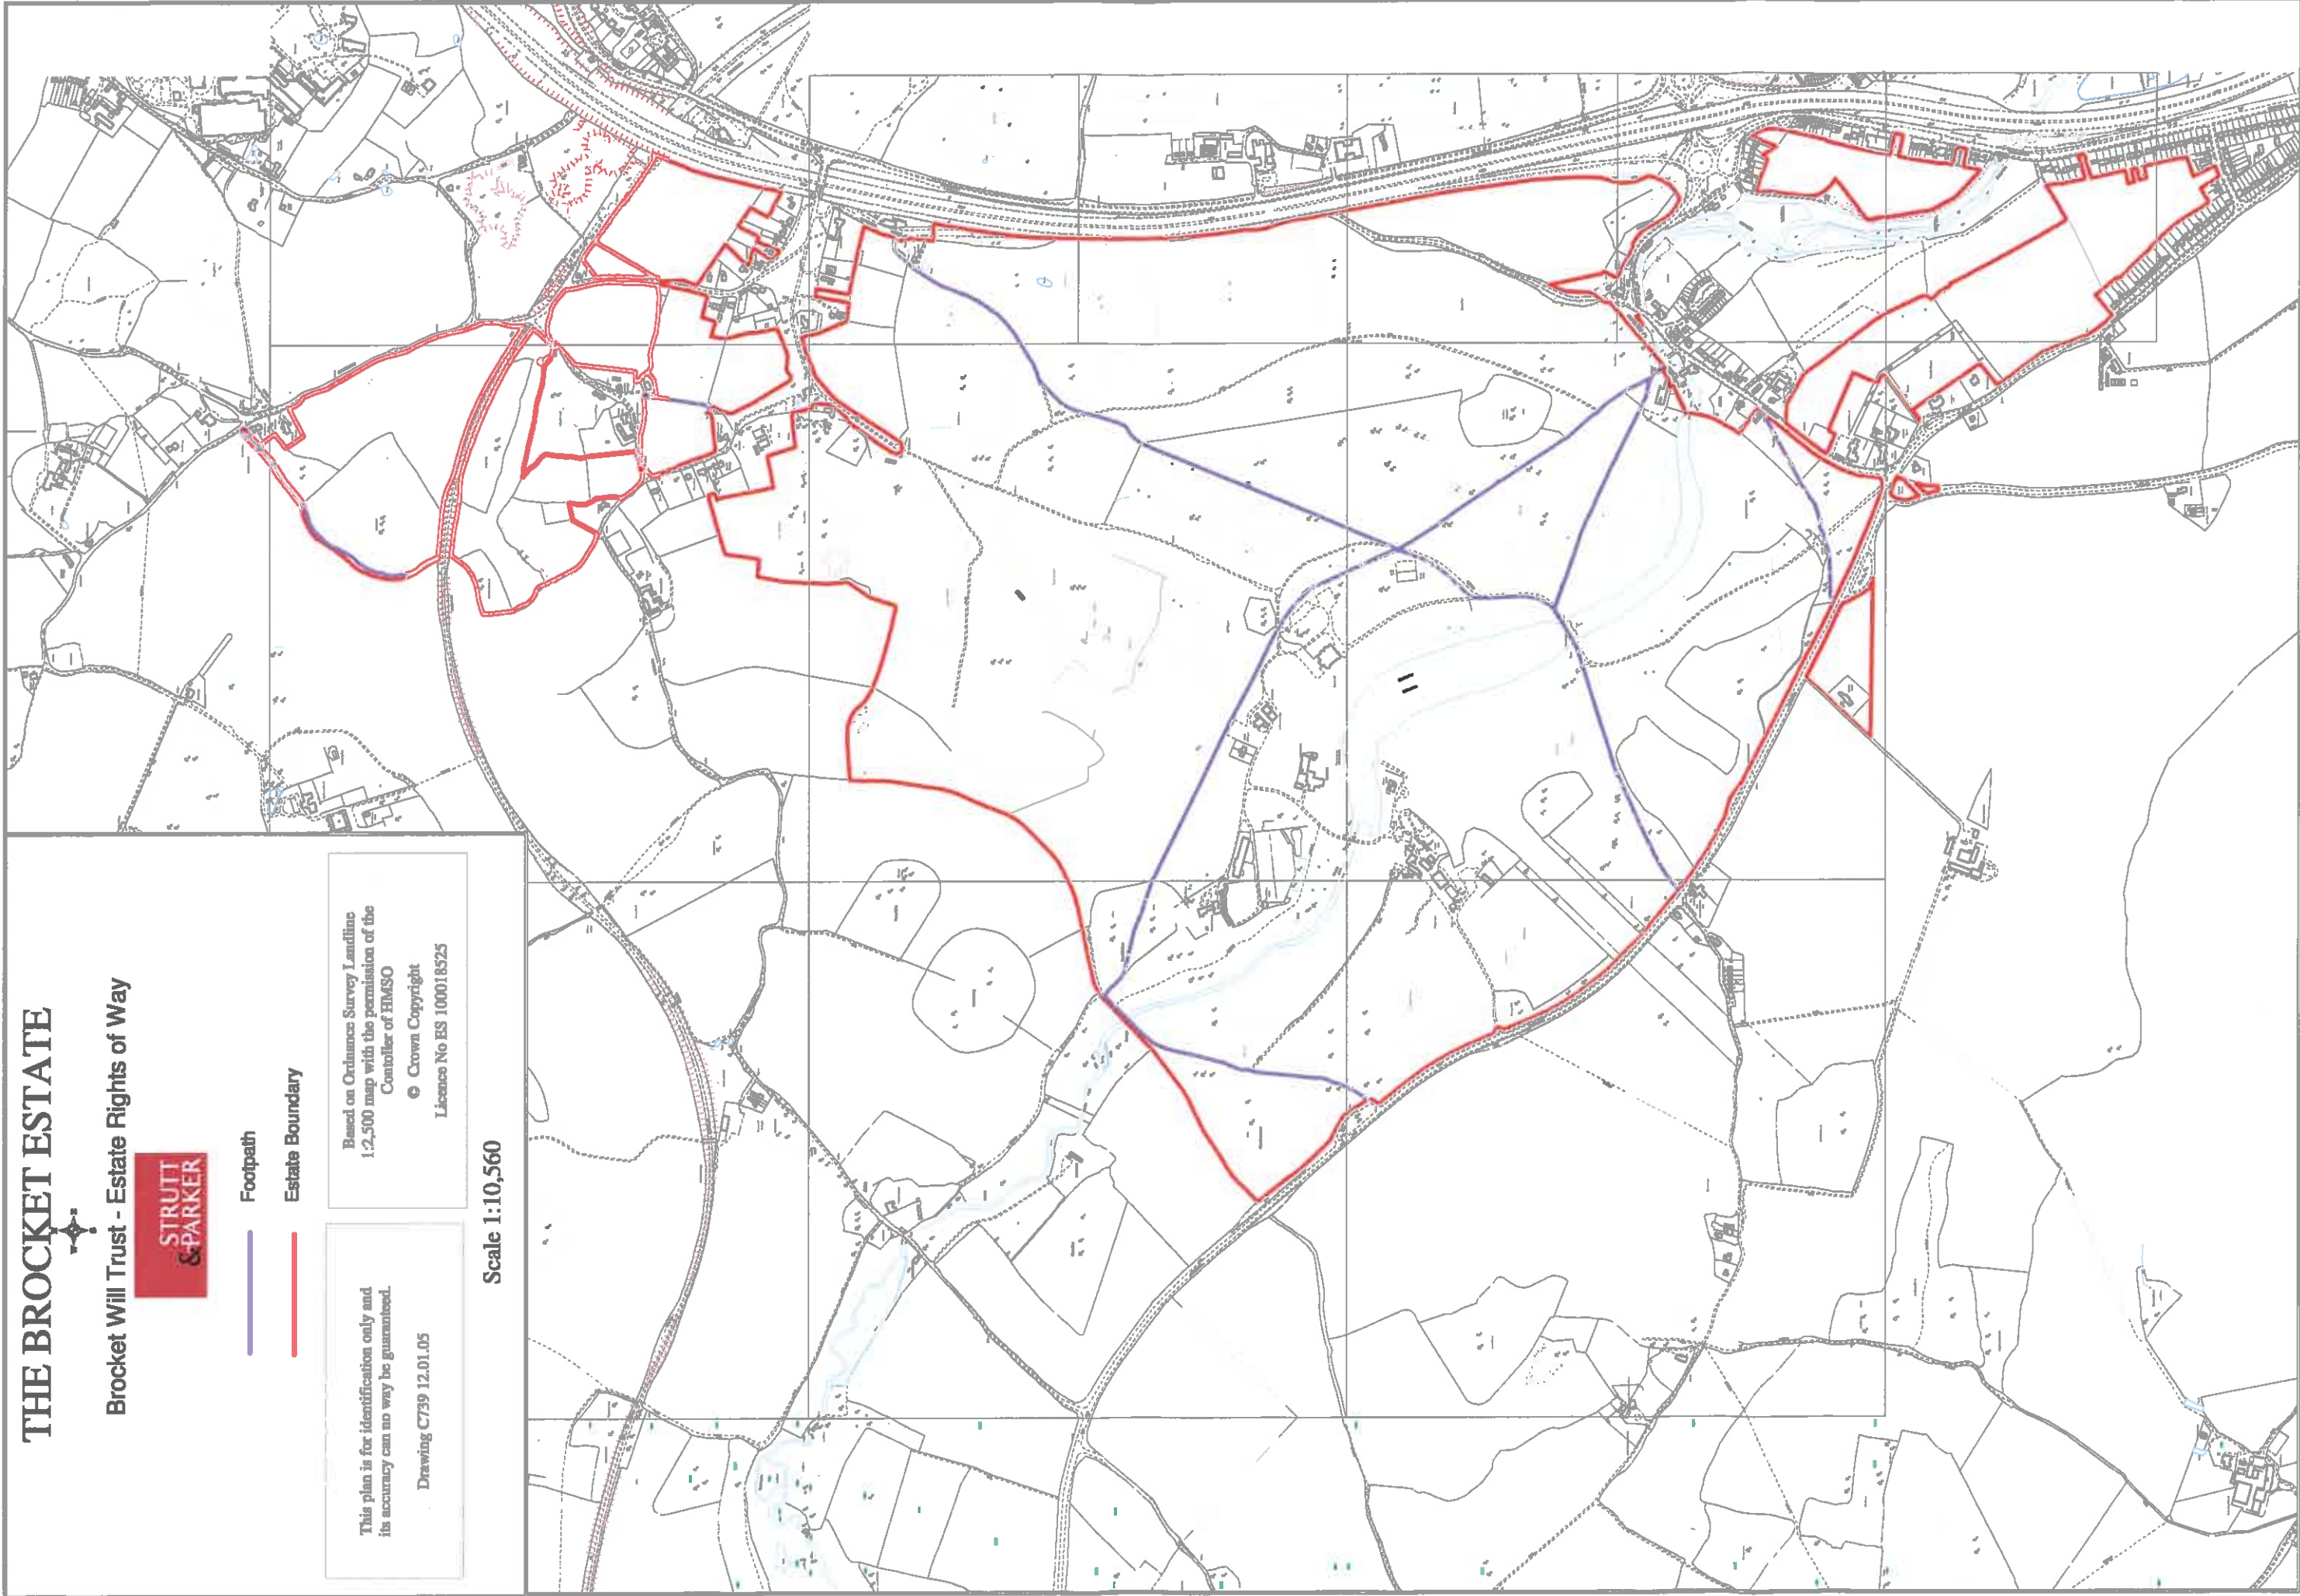 THE BROCKET ESTATE
Brocket Will Trust - Estate Rights of Way
STRUTT
&PARKER
Footpath
Estate Boundary
This plan is for identification only and
its accuracy can no way be guaranteed.
Drawing C739 12.01.05
Based on Ordnance Survey Landline
1:2,500 map with the permission of the
Contoller of HMSO
© Crown Copyright
Licence No ES 100018525
Scale 1:10,560